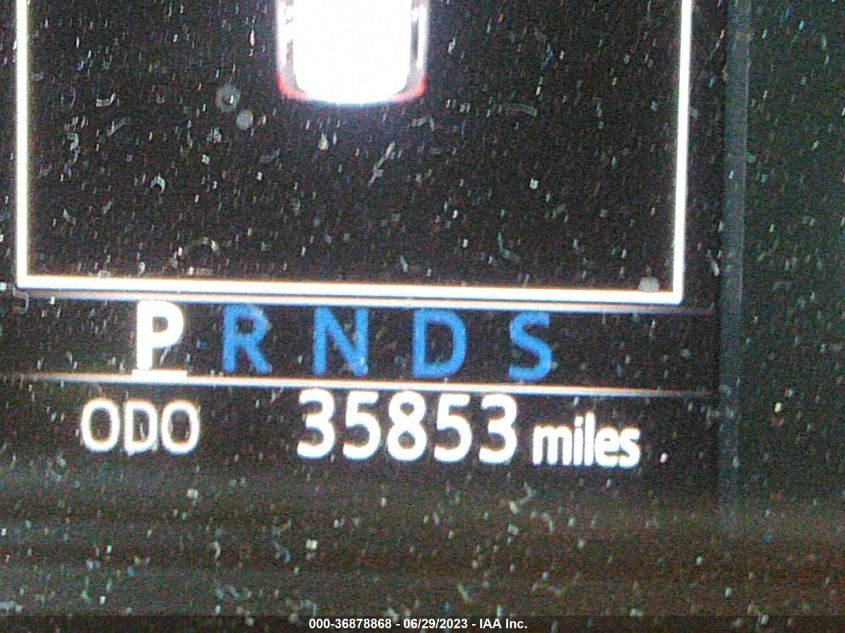 P R N D S
ODO 35853 miles
000-36878868 - 06/29/2023 - IAA Inc.